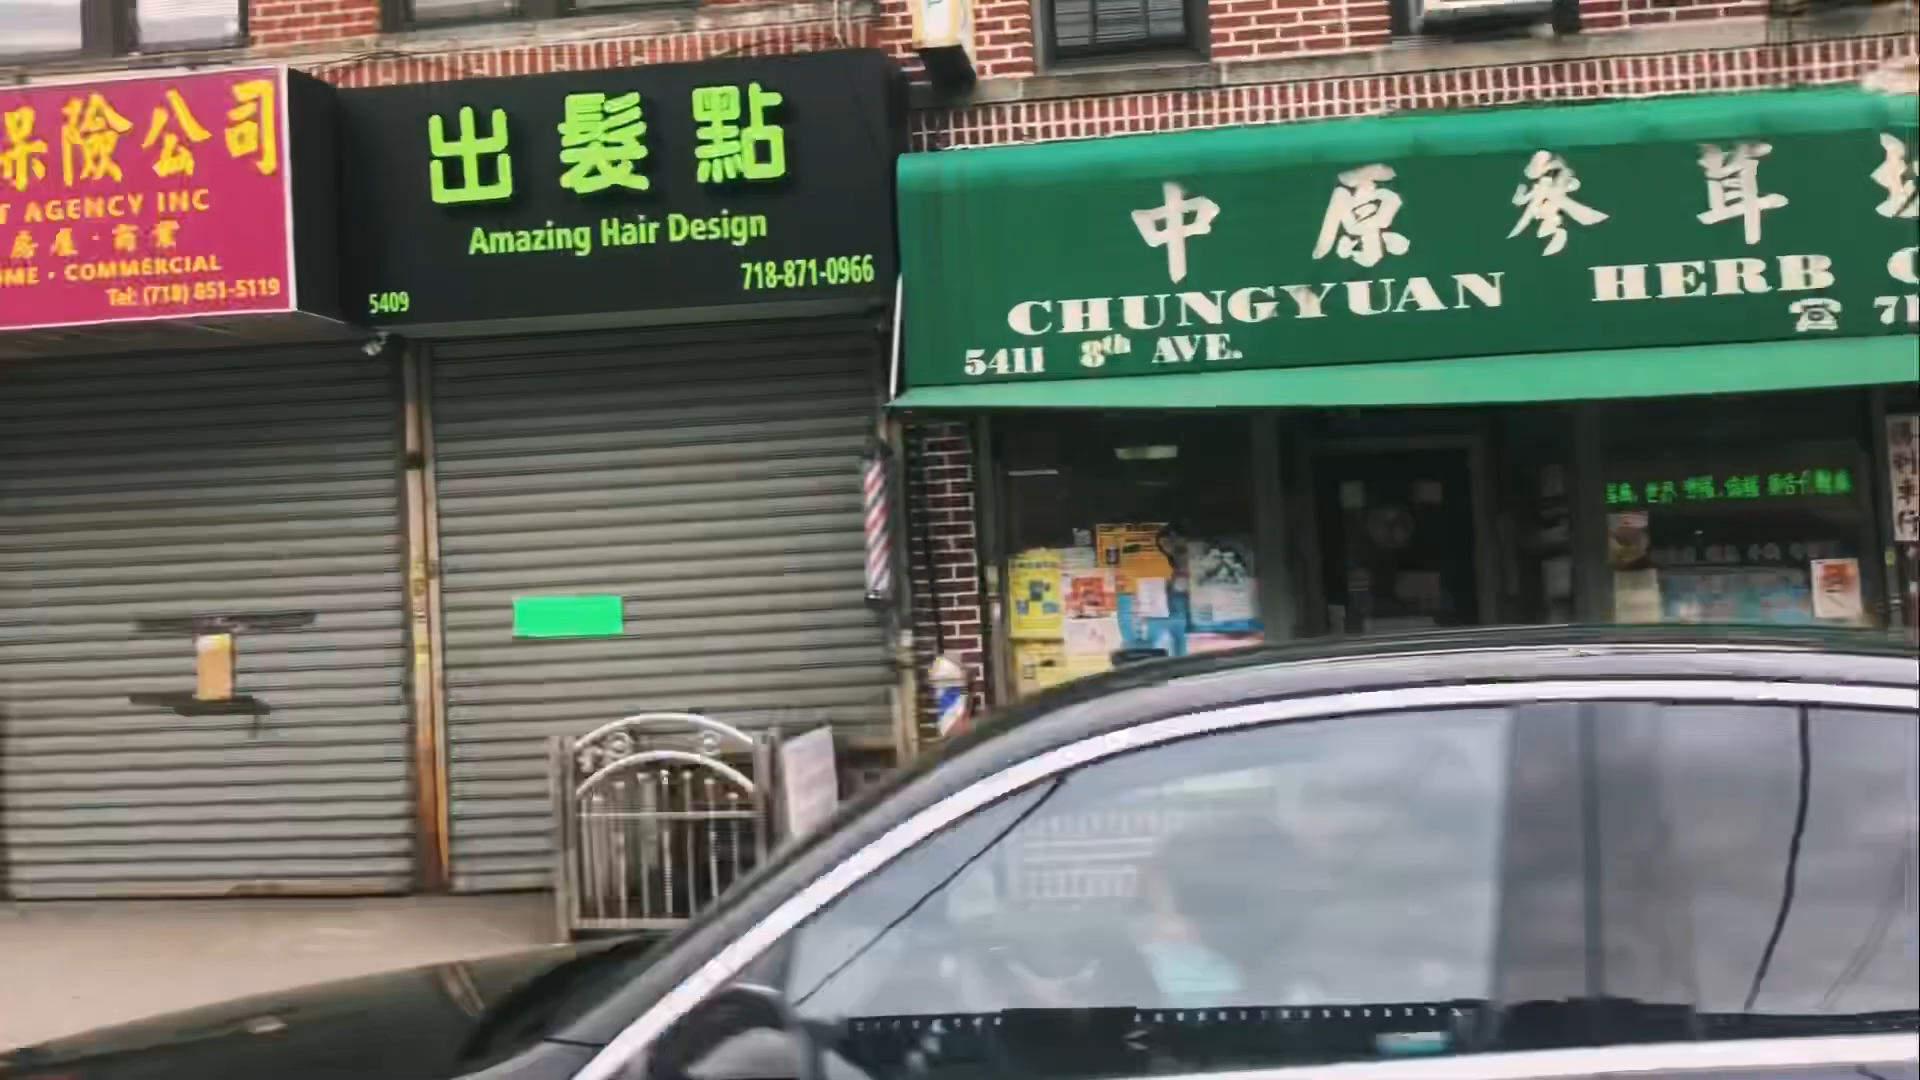 險公司
AGENCY INC
房屋·商業
COMMERCIAL
Tel: (718) 851-5119
出髮點
Amazing Hair Design
718-871-0966
5409
中原參茸
CHUNGYUAN HERB
5411 8th AVE.